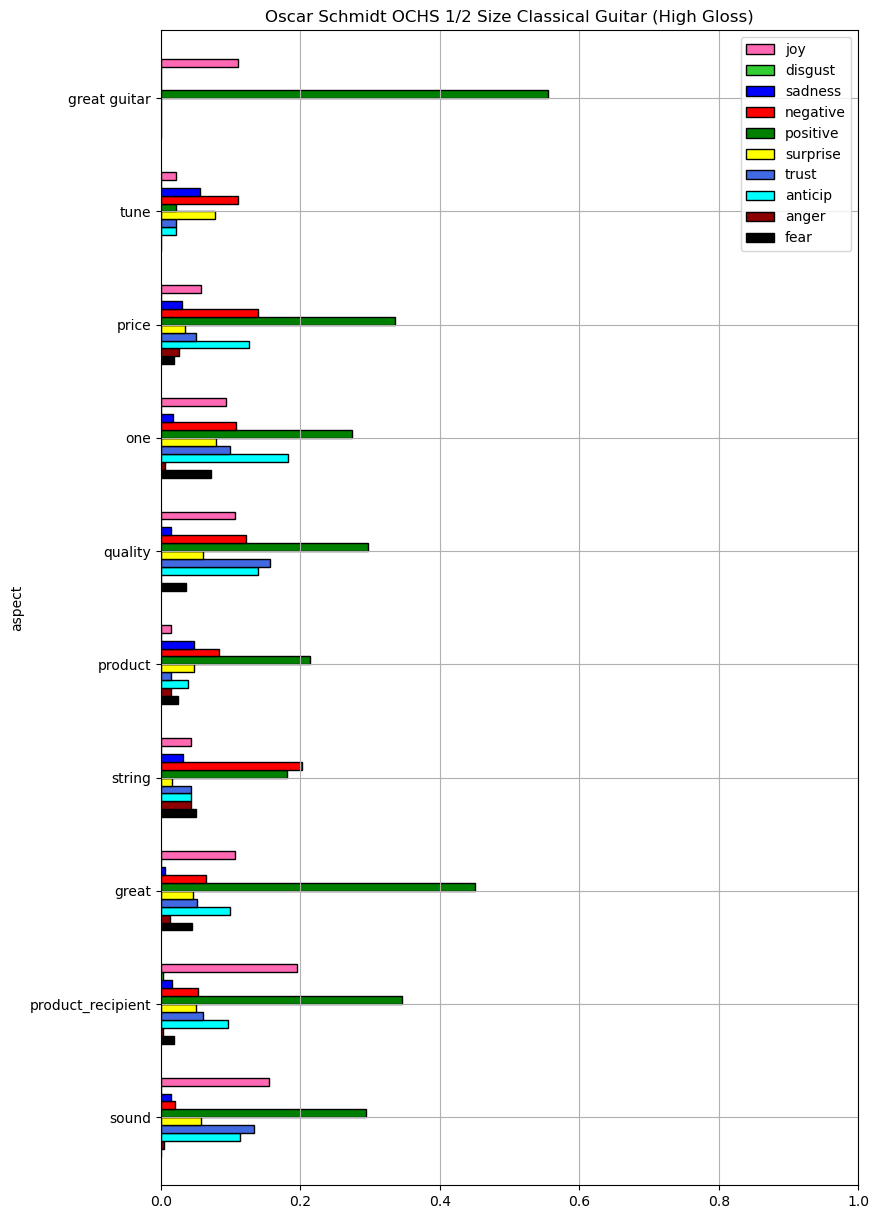 Oscar Schmidt OCHS 1/2 Size Classical Guitar (High Gloss)
joy
disgust
sadness
negative
positive
surprise
trust
anticip
anger
fear
great guitar
tune
price
one
quality
product
string
great
product_recipient
sound
aspect
0.0 0.2 0.4 0.6 0.8 1.0